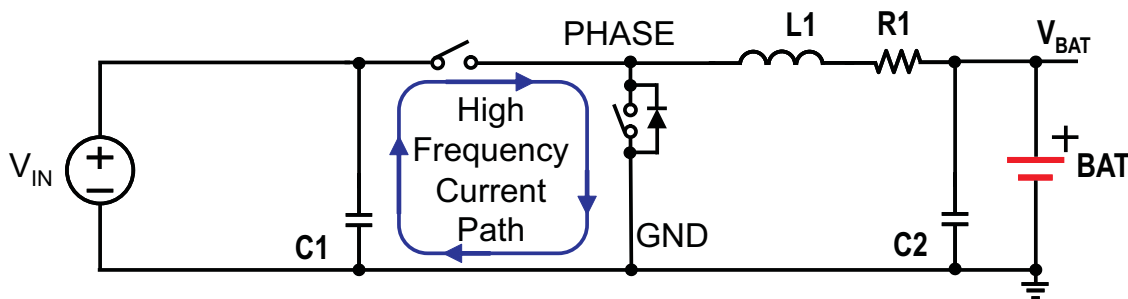 PHASE
L1
R1
VBAT
High
Frequency
Current
Path
VIN
+
−
C1
GND
C2
+
BAT